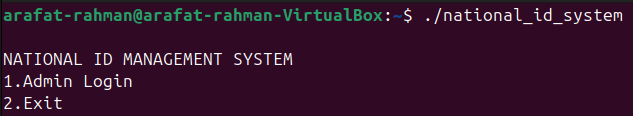 arafat-rahman@arafat-rahman-VirtualBox:~$ ./national_id_system
NATIONAL ID MANAGEMENT SYSTEM
1.Admin Login
2.Exit